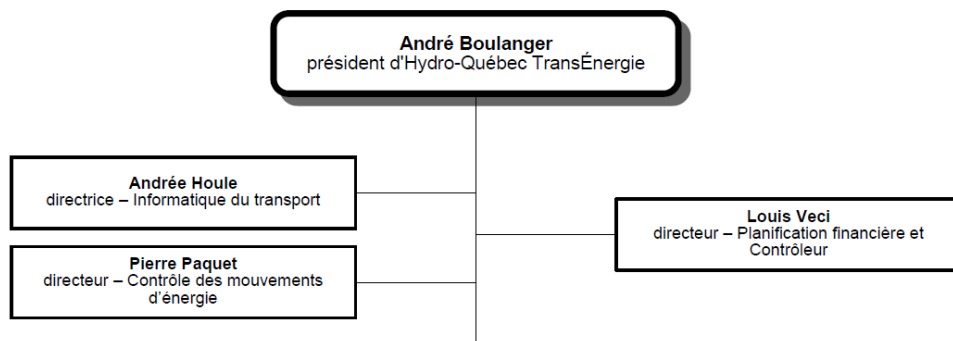 André Boulanger
président d'Hydro-Québec TransÉnergie
Andrée Houle
directrice – Informatique du transport
Louis Veci
directeur – Planification financière et
Contrôleur
Pierre Paquet
directeur – Contrôle des mouvements
d'énergie